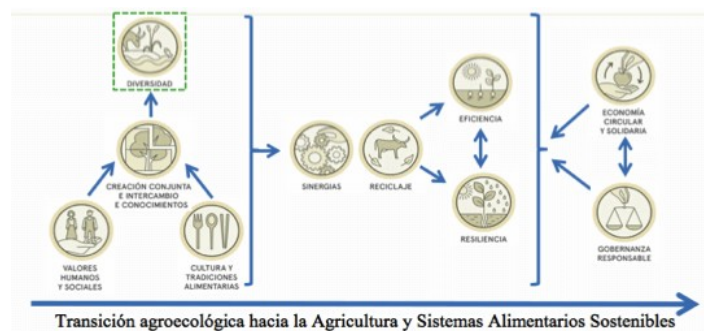 DIVERSIDAD
CREACIÓN CONJUNTA
E INTERCAMBIO
E CONOCIMIENTOS
VALORES
HUMANOS
Y SOCIALES
CULTURA Y
TRADICIONES
ALIMENTARIAS
SINERGIAS
RECICLAJE
EFICIENCIA
RESILIENCIA
ECONOMÍA
CIRCULAR
Y SOLIDARIA
GOBERNANZA
RESPONSABLE
Transición agroecológica hacia la Agricultura y Sistemas Alimentarios Sostenibles